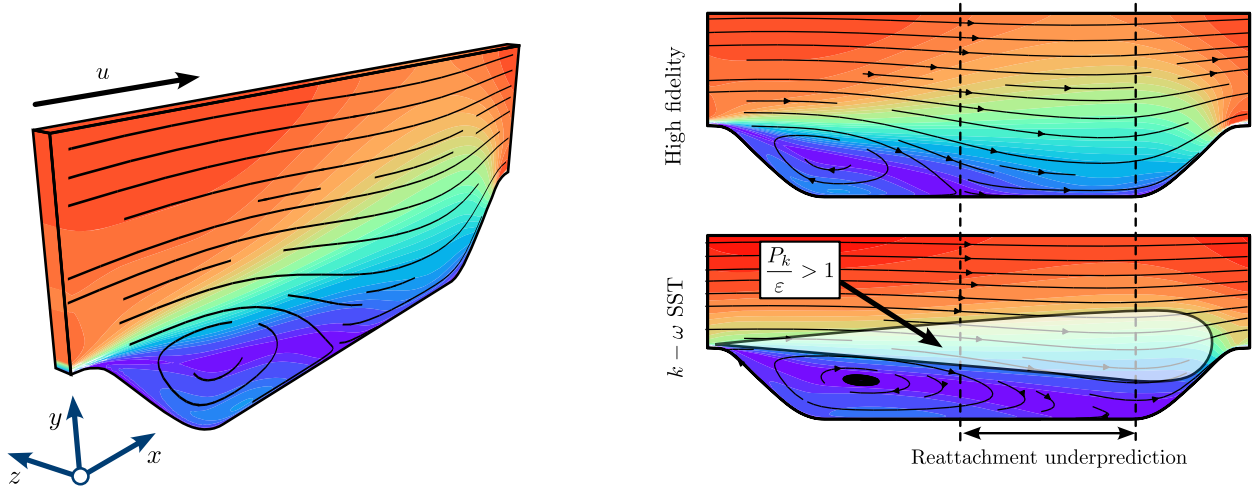 u
y
x
z
High fidelity
k − ω SST
P_k
ε
> 1
Reattachment underprediction